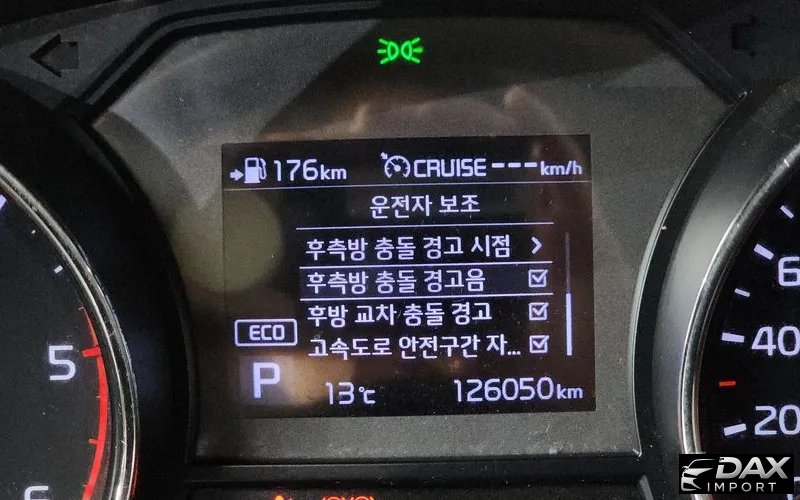 176km CRUISE---km/h
운전자 보조
후측방 충돌 경고 시점 >
후측방 충돌 경고음
후방 교차 충돌 경고
고속도로 안전구간 자...
ECO
P 13℃ 126050km
5
6
60
40
20
DAX
IMPORT